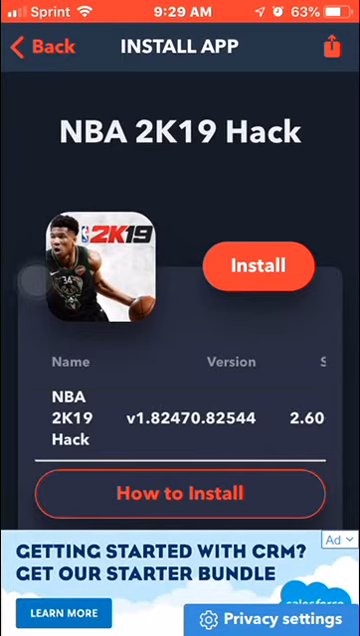 Sprint 9:29 AM 63%
Back INSTALL APP
NBA 2K19 Hack
34
2K19
Install
Name Version S
NBA
2K19 v1.82470.82544 2.60
Hack
How to Install
Ad
GETTING STARTED WITH CRM?
GET OUR STARTER BUNDLE
salesforce
LEARN MORE
Privacy settings